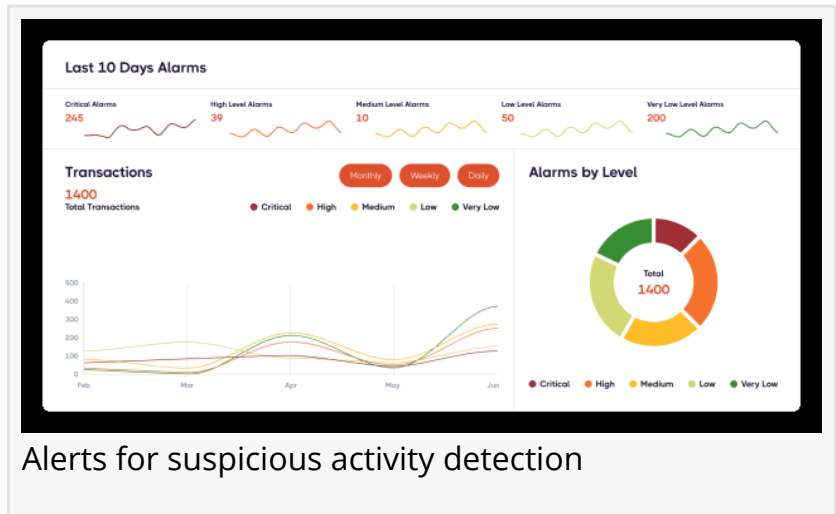 Last 10 Days Alarms
Critical Alarms
245
High Level Alarms
39
Medium Level Alarms
10
Low Level Alarms
50
Very Low Level Alarms
200
Transactions
1400
Total Transactions
Monthly Weekly Daily
Critical High Medium Low Very Low
500
400
300
200
100
0
Feb Mar Apr May Jun
Alarms by Level
Total
1400
Critical High Medium Low Very Low
Alerts for suspicious activity detection